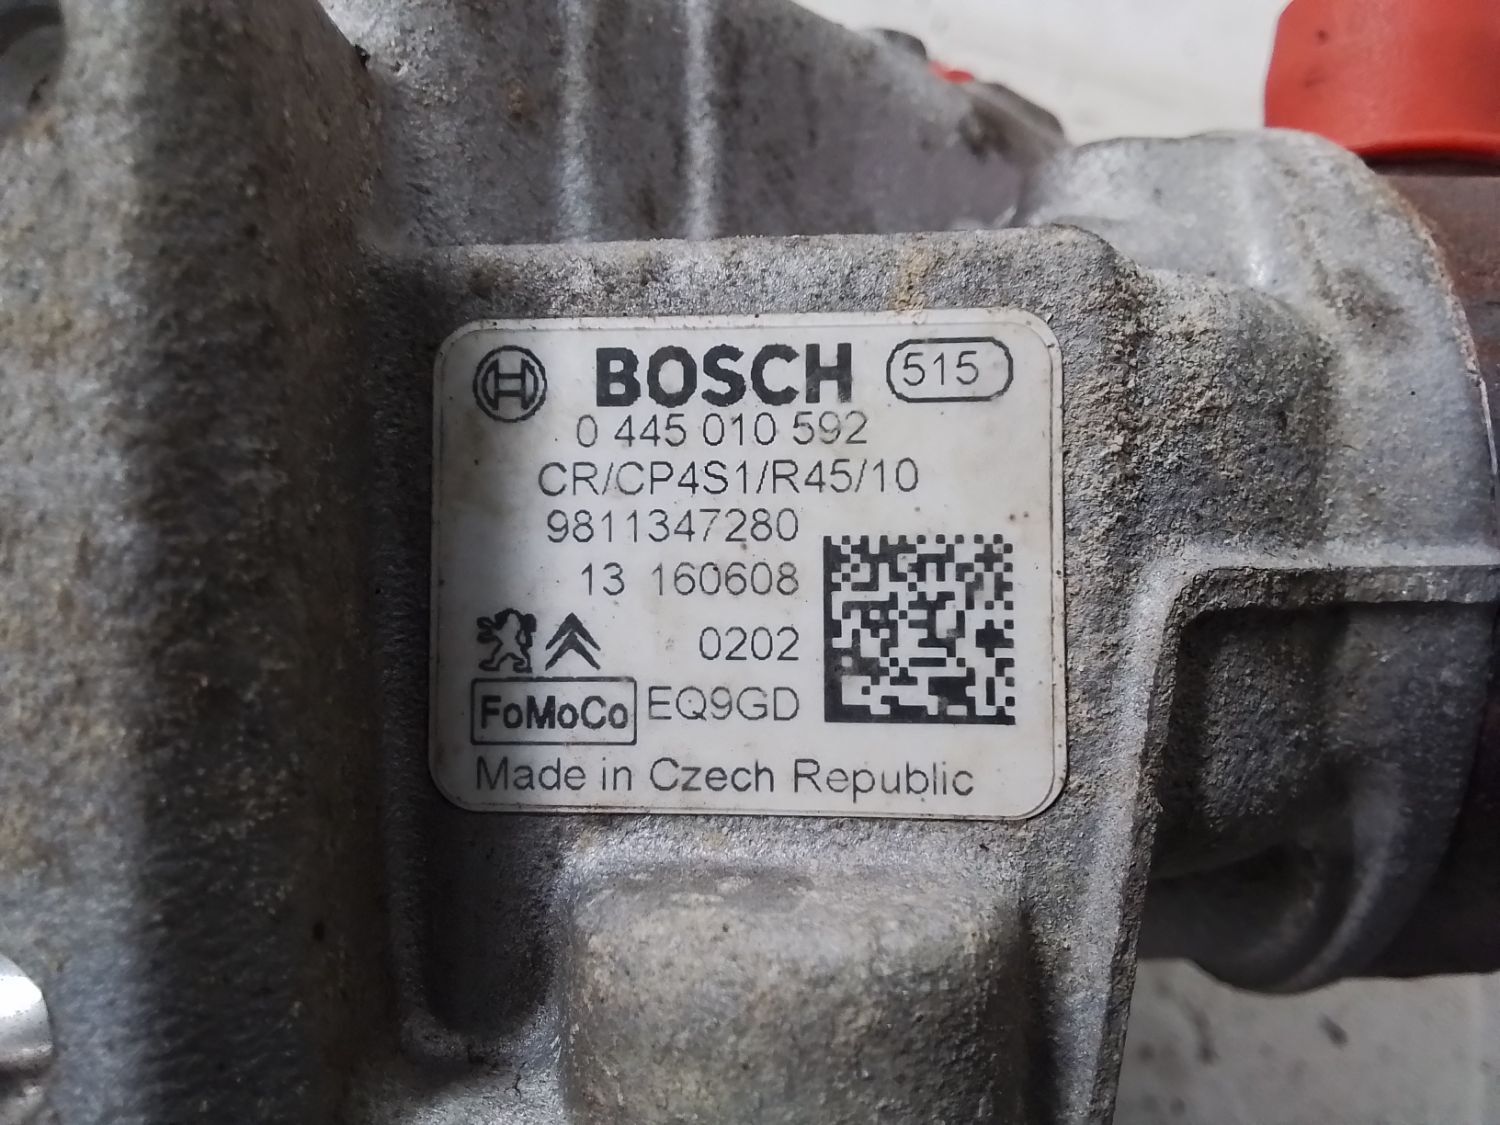 BOSCH 515
0 445 010 592
CR/CP4S1/R45/10
9811347280
13 160608
0202
FoMoCo EQ9GD
Made in Czech Republic